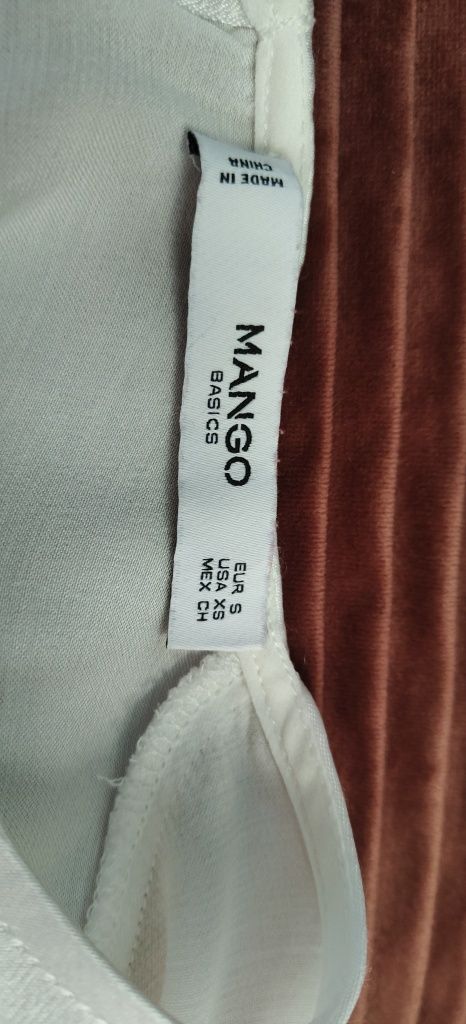 MANGO
BASICS
EUR S
USA XS
MEX CH
MADE IN
CHINA